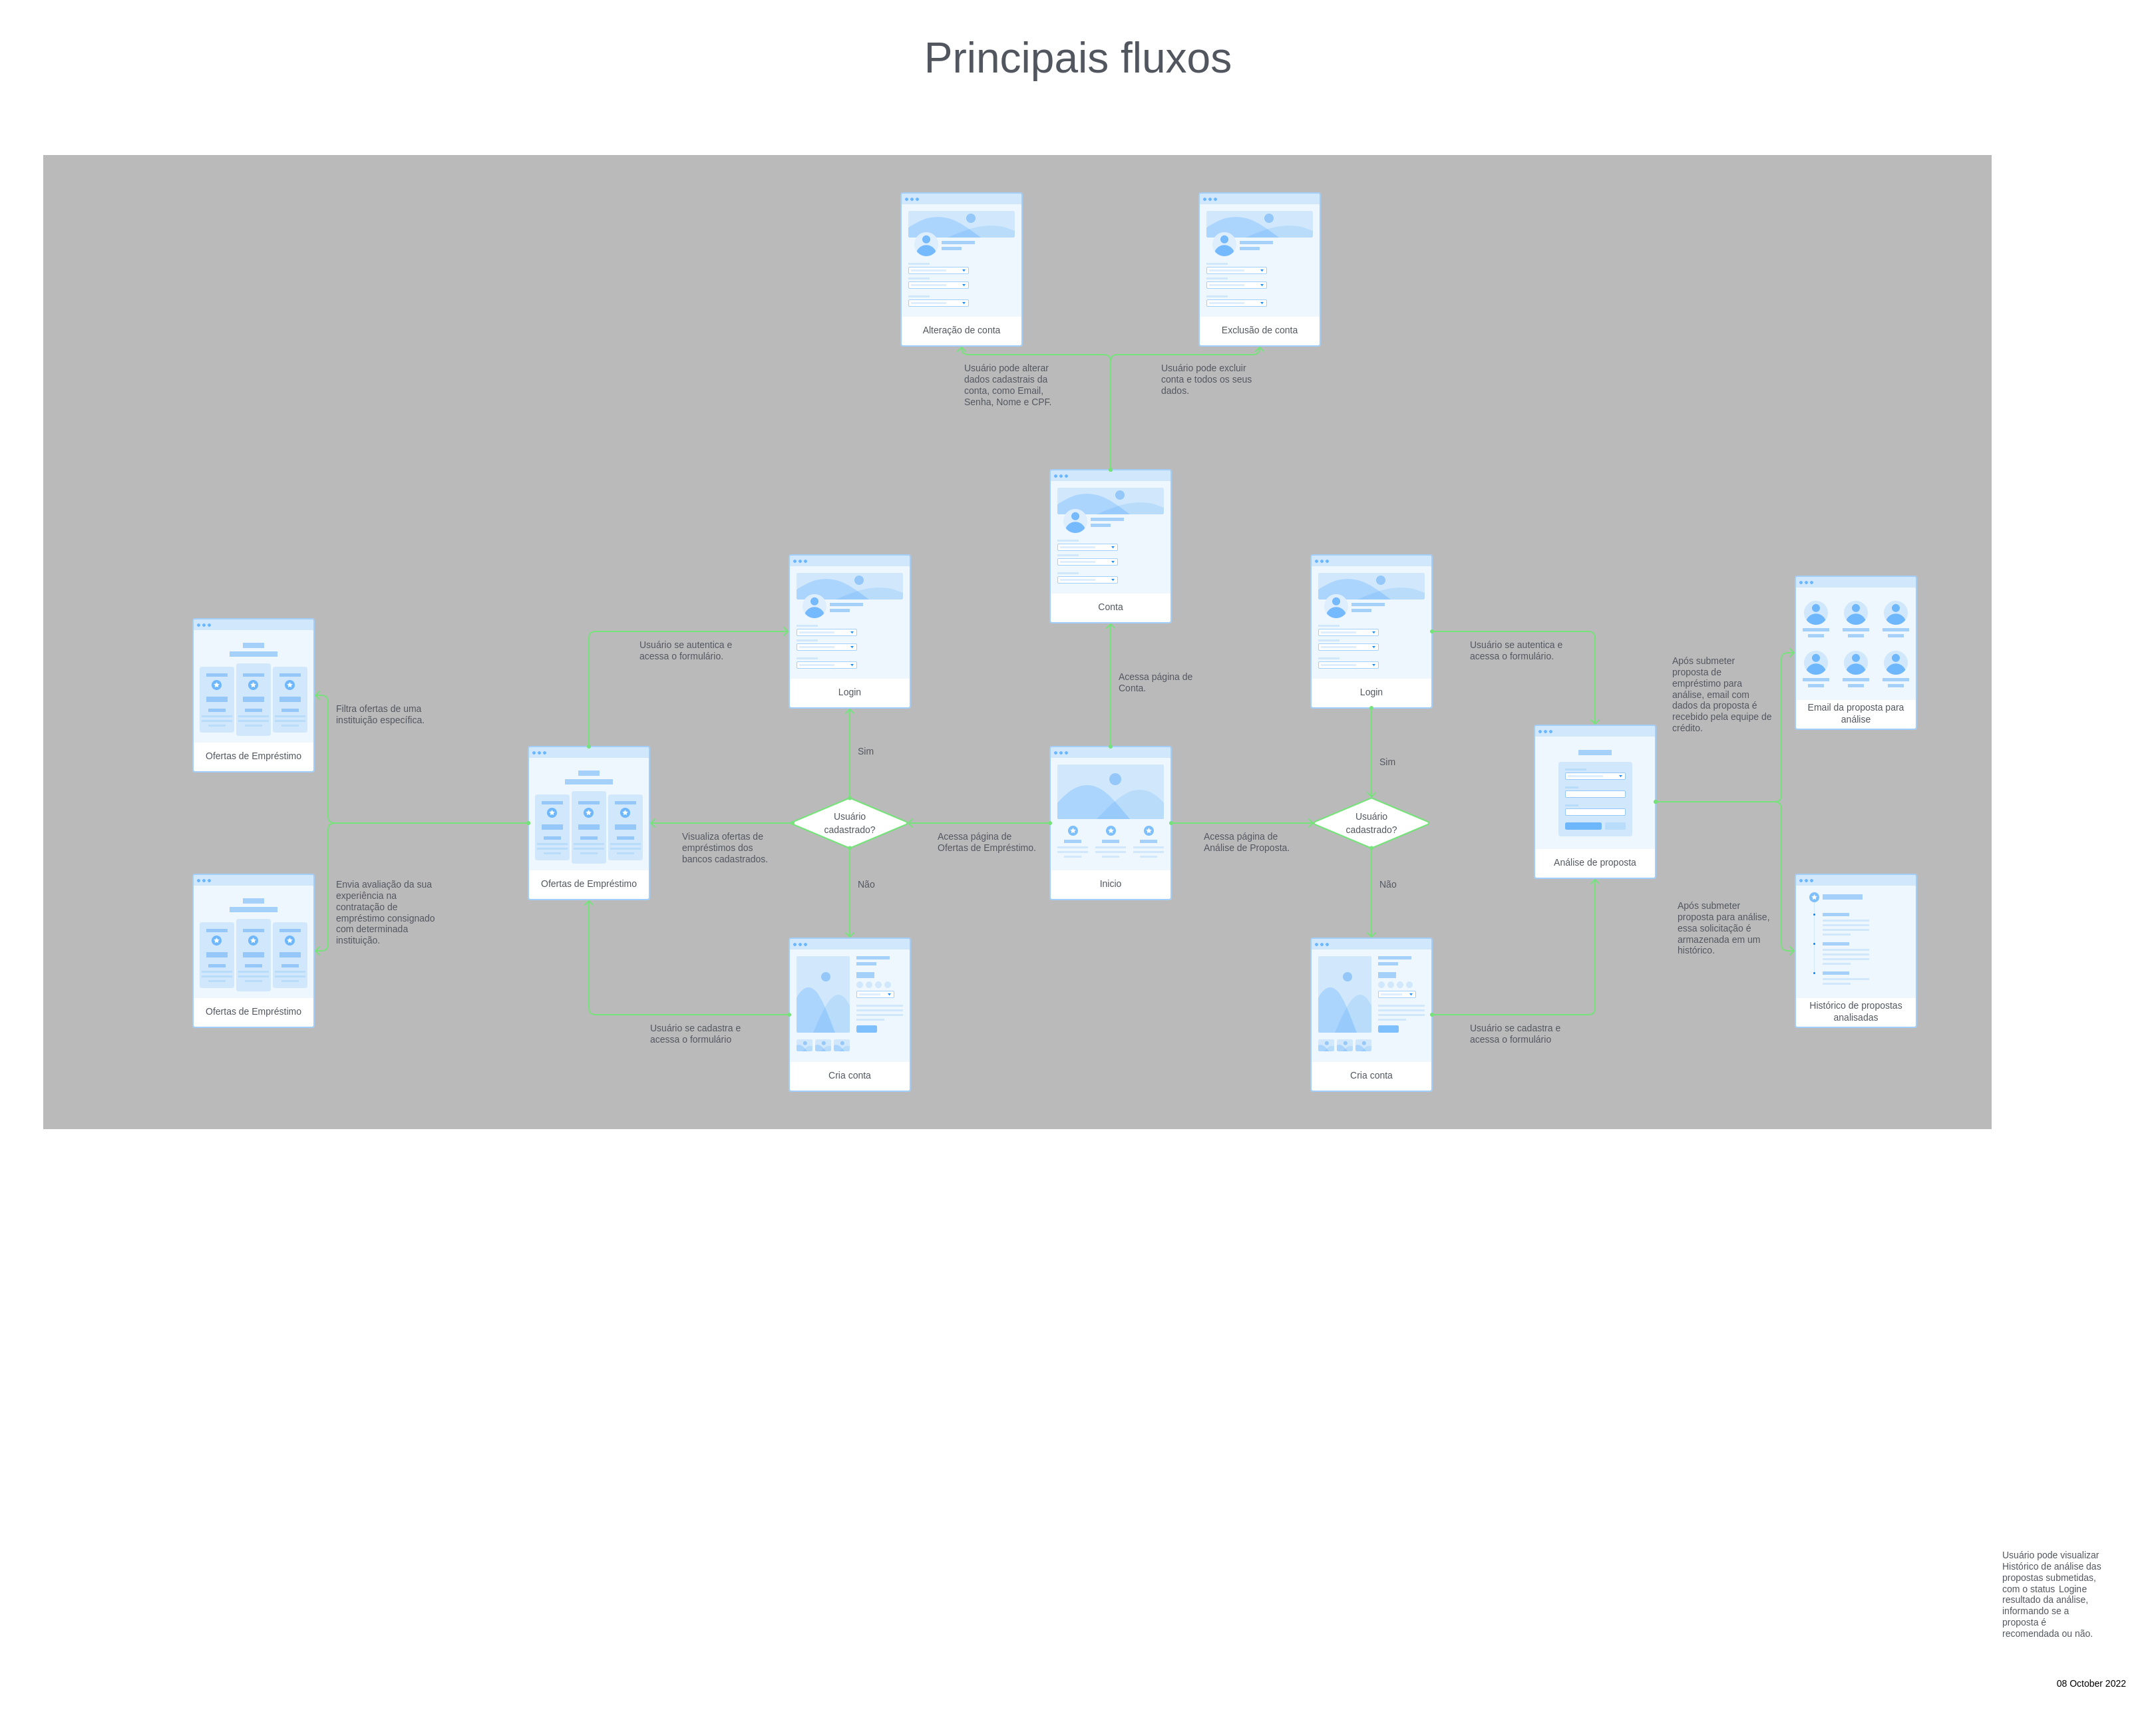 Principais fluxos
Alteração de conta
Exclusão de conta
Usuário pode alterar
dados cadastrais da
conta, como Email,
Senha, Nome e CPF.
Usuário pode excluir
conta e todos os seus
dados.
Conta
Acessa página de
Conta.
Login
Usuário se autentica e
acessa o formulário.
Login
Usuário se autentica e
acessa o formulário.
Após submeter
proposta de
empréstimo para
análise, email com
dados da proposta é
recebido pela equipe de
crédito.
Email da proposta para
análise
Filtra ofertas de uma
instituição específica.
Ofertas de Empréstimo
Sim
Sim
Usuário
cadastrado?
Usuário
cadastrado?
Visualiza ofertas de
empréstimos dos
bancos cadastrados.
Acessa página de
Ofertas de Empréstimo.
Acessa página de
Análise de Proposta.
Análise de proposta
Ofertas de Empréstimo
Não
Inicio
Não
Envia avaliação da sua
experiência na
contratação de
empréstimo consignado
com determinada
instituição.
Após submeter
proposta para análise,
essa solicitação é
armazenada em um
histórico.
Ofertas de Empréstimo
Histórico de propostas
analisadas
Usuário se cadastra e
acessa o formulário
Usuário se cadastra e
acessa o formulário
Cria conta
Cria conta
Usuário pode visualizar
Histórico de análise das
propostas submetidas,
com o status Logine
resultado da análise,
informando se a
proposta é
recomendada ou não.
08 October 2022